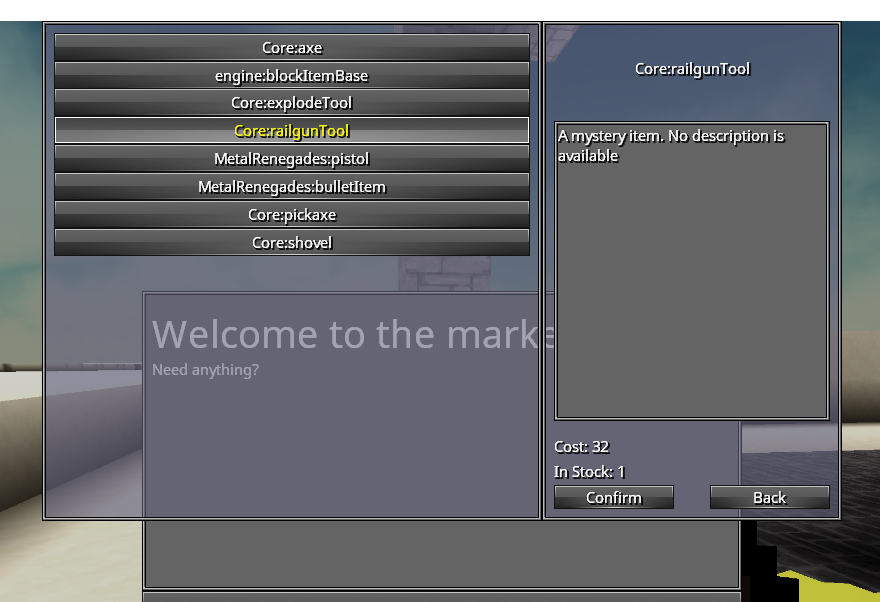 Core:axe
engine:blockItemBase
Core:explodeTool
Core:railgunTool
MetalRenegades:pistol
MetalRenegades:bulletItem
Core:pickaxe
Core:shovel
Welcome to the marke
Need anything?
Core:railgunTool
A mystery item. No description is
available
Cost: 32
In Stock: 1
Confirm
Back